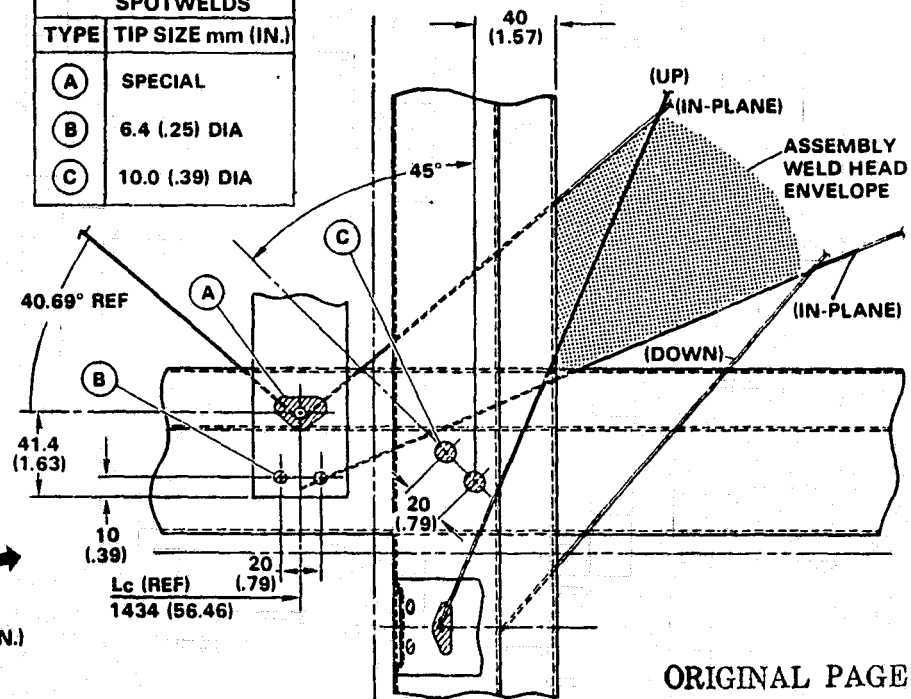 SPOTWELDS
TYPE TIP SIZE mm (IN.)
A SPECIAL
B 6.4 (.25) DIA
C 10.0 (.39) DIA
40
(1.57)
(UP)
(IN-PLANE)
ASSEMBLY
WELD HEAD
ENVELOPE
45°
C
A
40.69° REF
(IN-PLANE)
(DOWN)
B
41.4
(1.63)
20
(.79)
10
(.39)
20
(.79)
Lc (REF)
1434 (56.46)
N.)
ORIGINAL PAGE